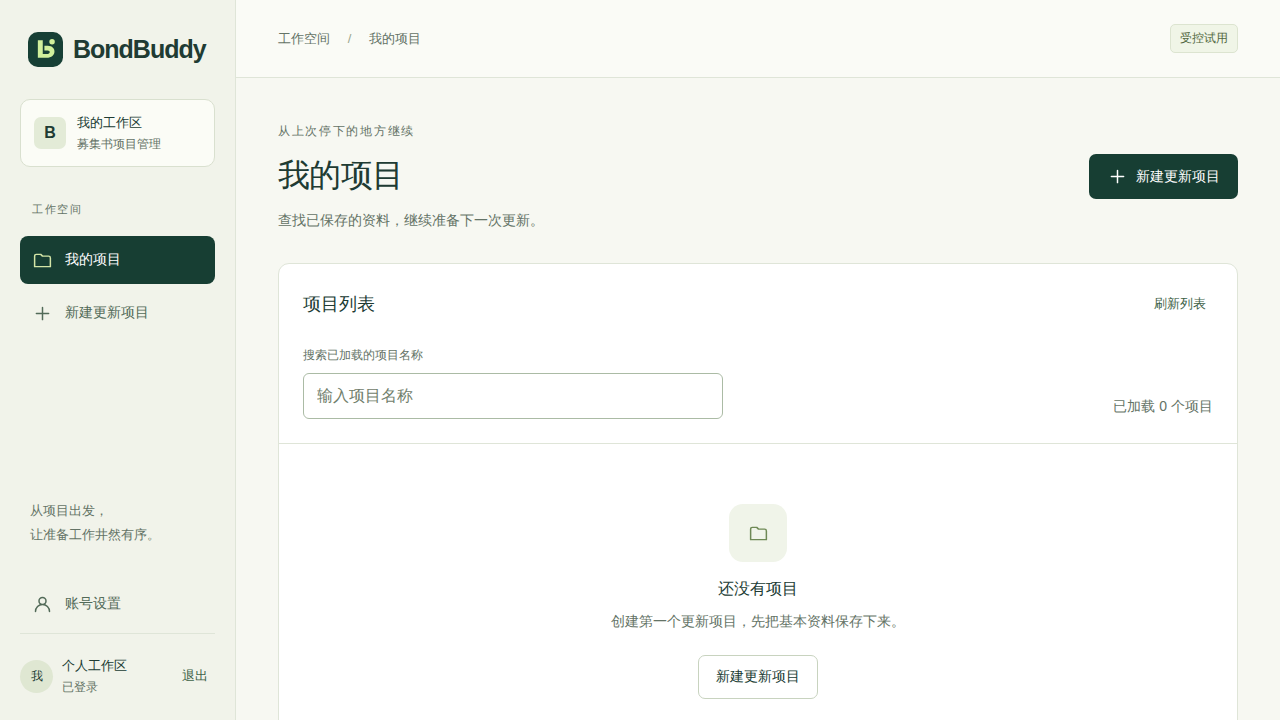 BondBuddy
B
我的工作区
募集书项目管理
工作空间
我的项目
新建更新项目
从项目出发，
让准备工作井然有序。
账号设置
我
个人工作区
已登录
退出
工作空间 / 我的项目
受控试用
从上次停下的地方继续
我的项目
查找已保存的资料，继续准备下一次更新。
新建更新项目
项目列表
刷新列表
搜索已加载的项目名称
输入项目名称
已加载 0 个项目
还没有项目
创建第一个更新项目，先把基本资料保存下来。
新建更新项目